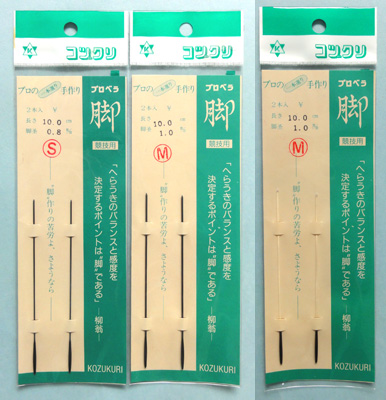 コツクリ
プロの
手作り
プロペラ
脚
競技用
2本入 ¥
長さ 10.0 cm
脚系 0.8 m/m
S
「へらうきのバランスと感度を
決定するポイントは“脚”である」
―柳翁―
“脚”作りの苦労よ、さようなら
KOZUKURI
コツクリ
プロの
手作り
プロペラ
脚
競技用
2本入 ¥
長さ 10.0 cm
脚系 1.0 m/m
M
「へらうきのバランスと感度を
決定するポイントは“脚”である」
―柳翁―
“脚”作りの苦労よ、さようなら
KOZUKURI
コツクリ
プロの
手作り
プロペラ
脚
競技用
2本入 ¥
長さ 10.0 cm
脚系 1.0 m/m
M
「へらうきのバランスと感度を
決定するポイントは“脚”である」
―柳翁―
“脚”作りの苦労よ、さようなら
KOZUKURI